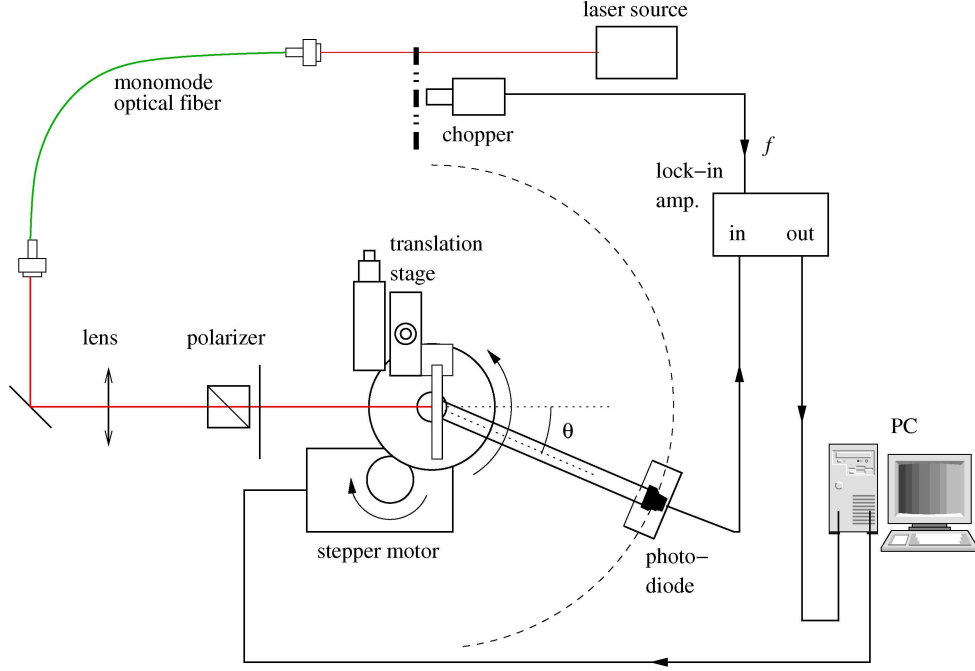 laser source
monomode
optical fiber
chopper
f
lock−in
amp.
in out
translation
stage
lens
polarizer
θ
PC
stepper motor
photo-
diode